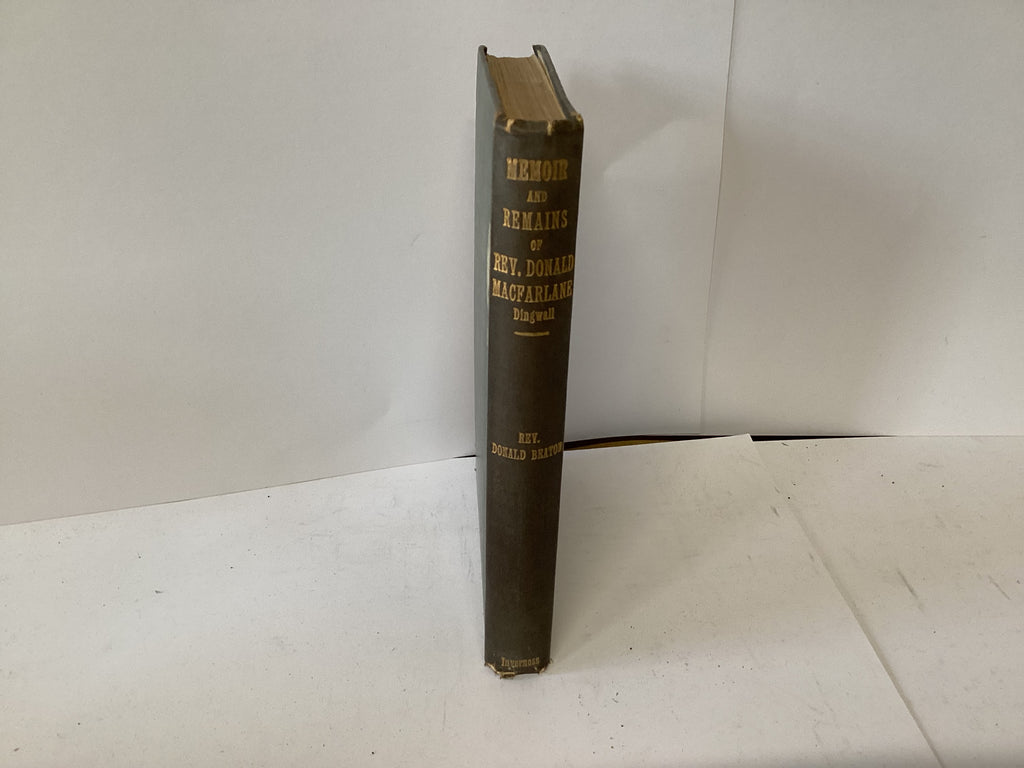 MEMOIR
AND
REMAINS
OF
REV. DONALD
MACFARLANE
Dingwall
REV.
DONALD BEATON
Inverness